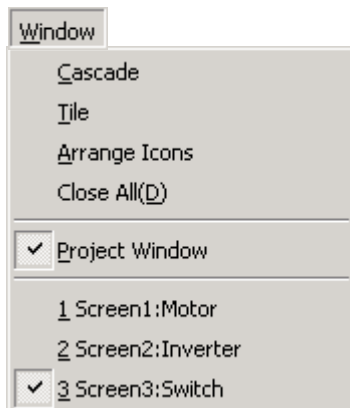 Window
Cascade
Tile
Arrange Icons
Close All(D)
Project Window
1 Screen1:Motor
2 Screen2:Inverter
3 Screen3:Switch